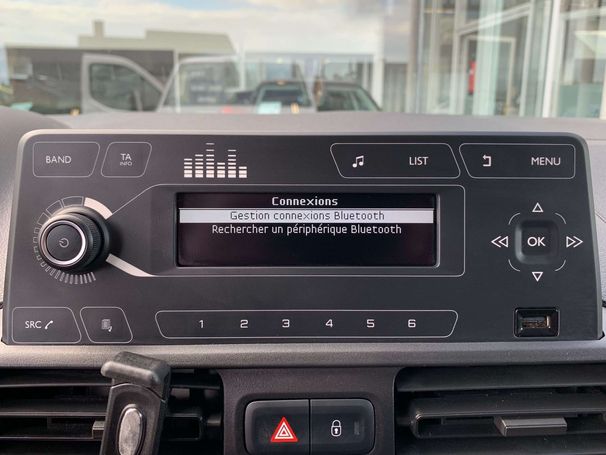 BAND
TA
INFO
LIST
MENU
Connexions
Gestion connexions Bluetooth
Rechercher un périphérique Bluetooth
OK
SRC
1 2 3 4 5 6